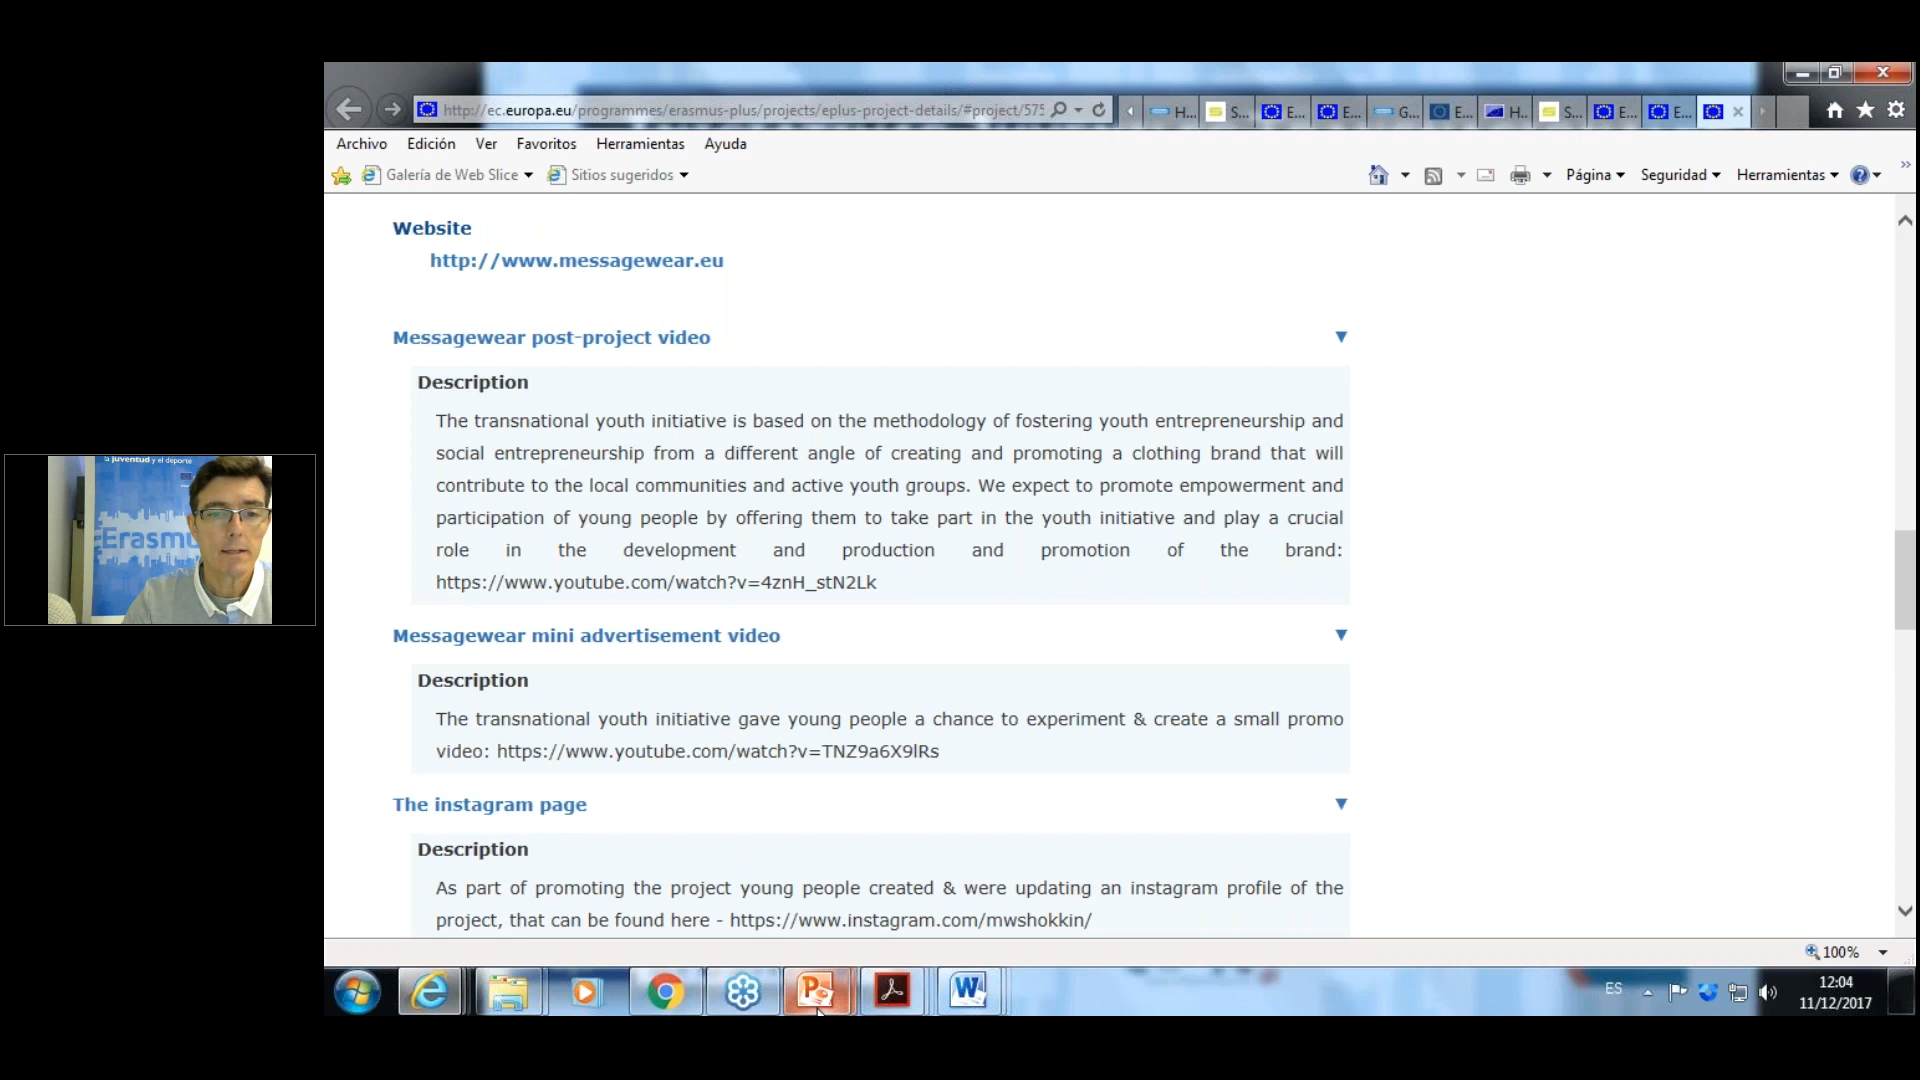 http://ec.europa.eu/programmes/erasmus-plus/projects/eplus-project-details/#project/575
H...
S...
E...
E...
G...
E...
H...
S...
E...
E...
Archivo Edición Ver Favoritos Herramientas Ayuda
Galería de Web Slice Sitios sugeridos Página Seguridad Herramientas
Website
http://www.messagewear.eu
Messagewear post-project video
Description
The transnational youth initiative is based on the methodology of fostering youth entrepreneurship and
social entrepreneurship from a different angle of creating and promoting a clothing brand that will
contribute to the local communities and active youth groups. We expect to promote empowerment and
participation of young people by offering them to take part in the youth initiative and play a crucial
role in the development and production and promotion of the brand:
https://www.youtube.com/watch?v=4znH_stN2Lk
Messagewear mini advertisement video
Description
The transnational youth initiative gave young people a chance to experiment & create a small promo
video: https://www.youtube.com/watch?v=TNZ9a6X9lRs
The instagram page
Description
As part of promoting the project young people created & were updating an instagram profile of the
project, that can be found here - https://www.instagram.com/mwshokkin/
100%
ES
12:04
11/12/2017
la juventud y el deporte
Erasmu